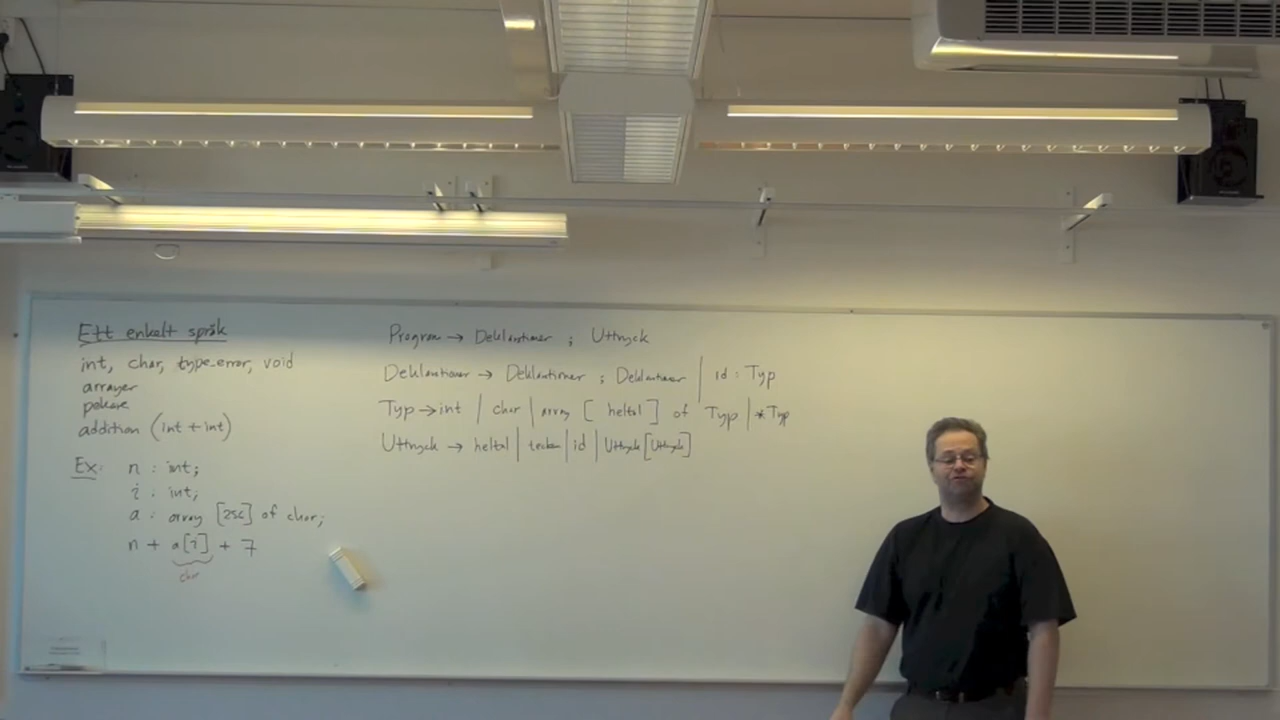 Ett enkelt språk
int, char, type_error, void
arrayer
pekare
addition (int + int)
Ex: n : int;
i : int;
a : array [256] of char;
n + a[i] + 7
char
Program → Deklarationer ; Uttryck
Deklarationer → Deklarationer ; Deklarationer | id : Typ
Typ → int | char | array [ heltal ] of Typ | *Typ
Uttryck → heltal | tecken | id | Uttryck[Uttryck]